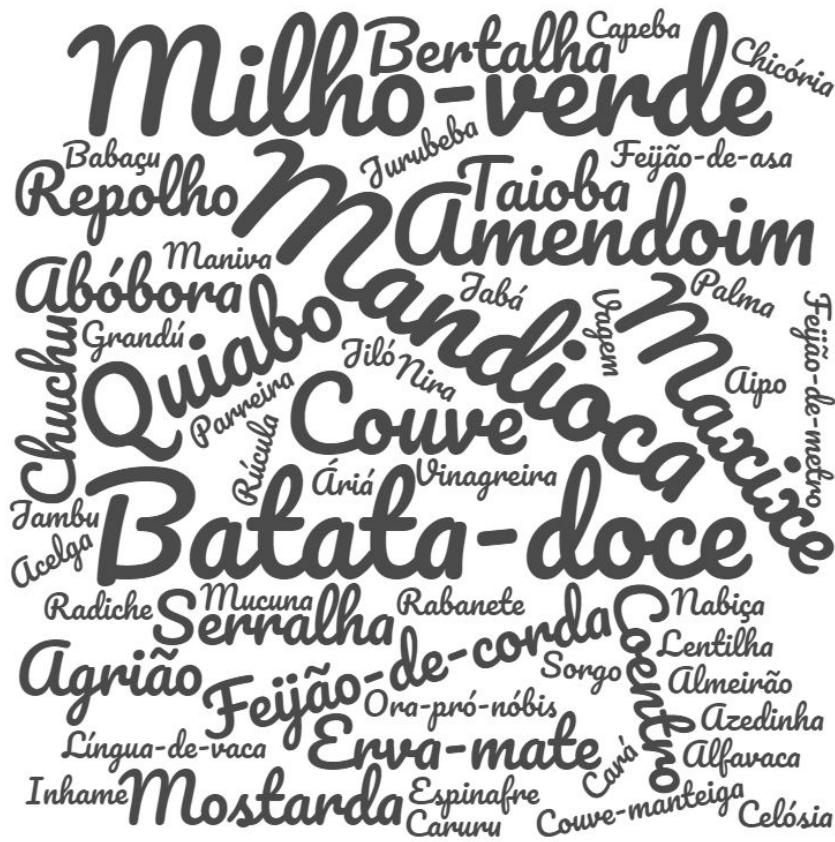 Capeba
Bertalha
Chicória
Milho-verde
Babaçu
Jurubeba
Feijão-de-asa
Repolho
Taioba
Amendoim
Mandioca
Maniva
Abóbora
Jabá
Palma
Vagem
Maxixe
Feijão-de-metro
Chuchu
Grandú
Quiabo
Jiló
Nira
Aipo
Parreira
Couve
Rúcula
Áriá
Vinagreira
Batata-doce
Jambu
Acelga
Radiche
Mucuna
Serralha
Rabanete
Coentro
Nabiça
Feijão-de-corda
Lentilha
Agrião
Sorgo
Almeirão
Ora-pró-nóbis
Azedinha
Língua-de-vaca
Erva-mate
Cará
Alfavaca
Inhame
Mostarda
Espinafre
Caruru
Couve-manteiga
Celósia